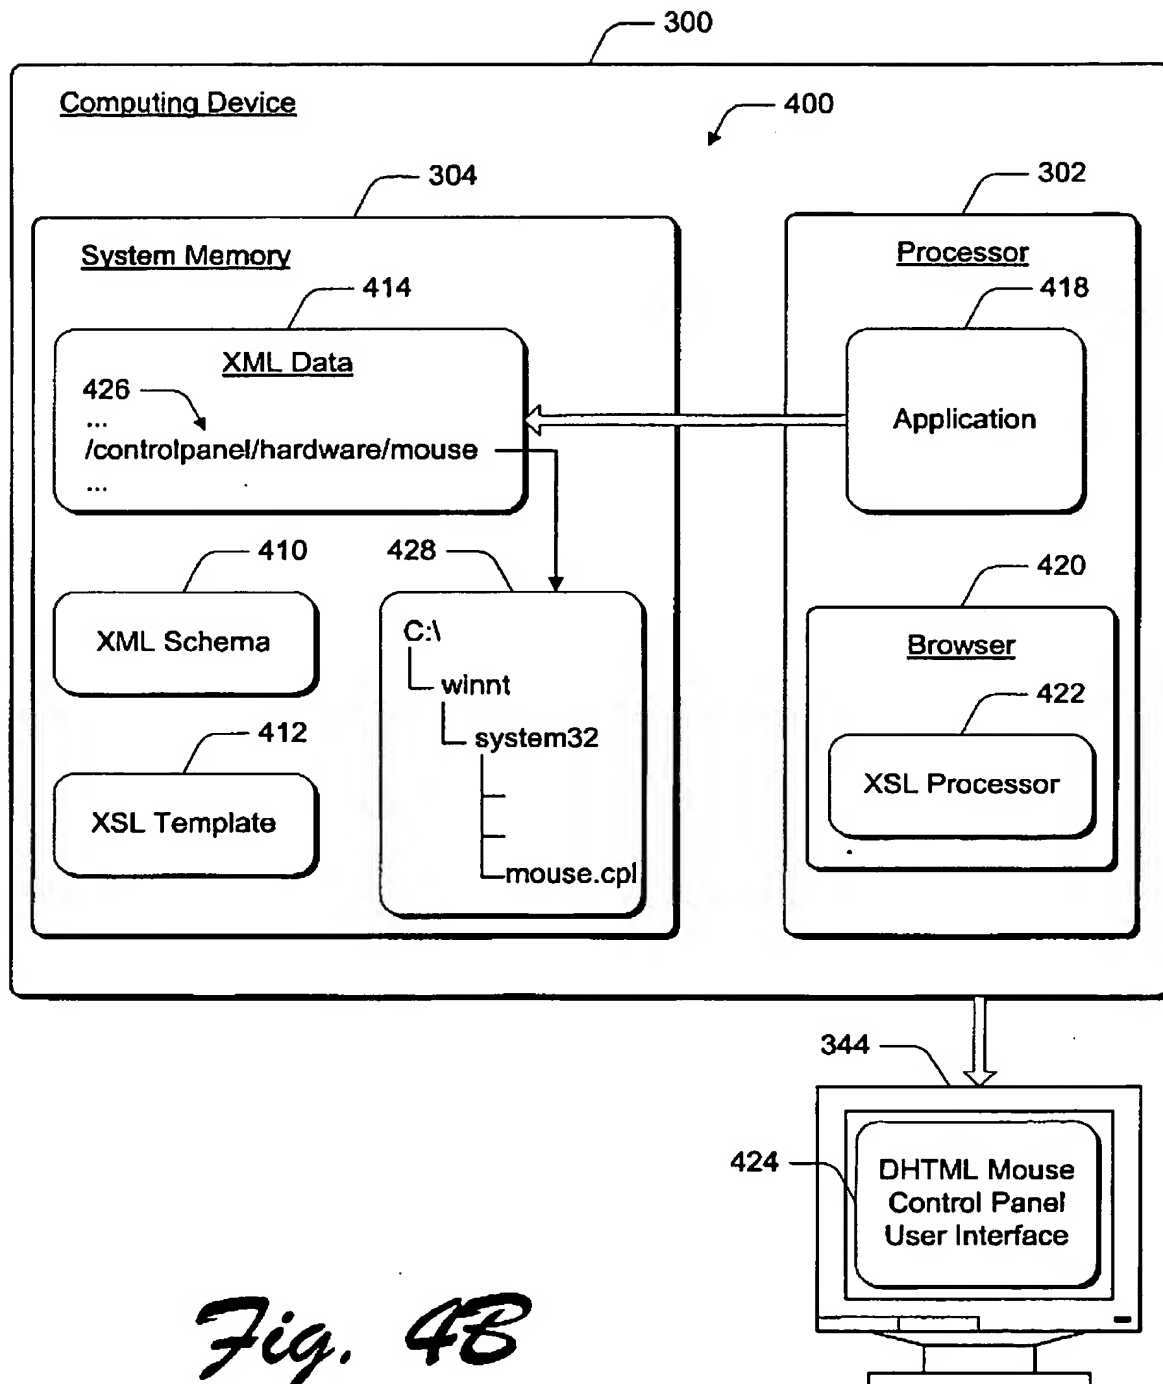 300
Computing Device
400
304
302
System Memory
Processor
414
418
XML Data
426
...
/controlpanel/hardware/mouse
...
Application
410
428
420
XML Schema
C:\
winnt
system32
mouse.cpl
Browser
412
422
XSL Template
XSL Processor
344
424
DHTML Mouse
Control Panel
User Interface
Fig. 4B